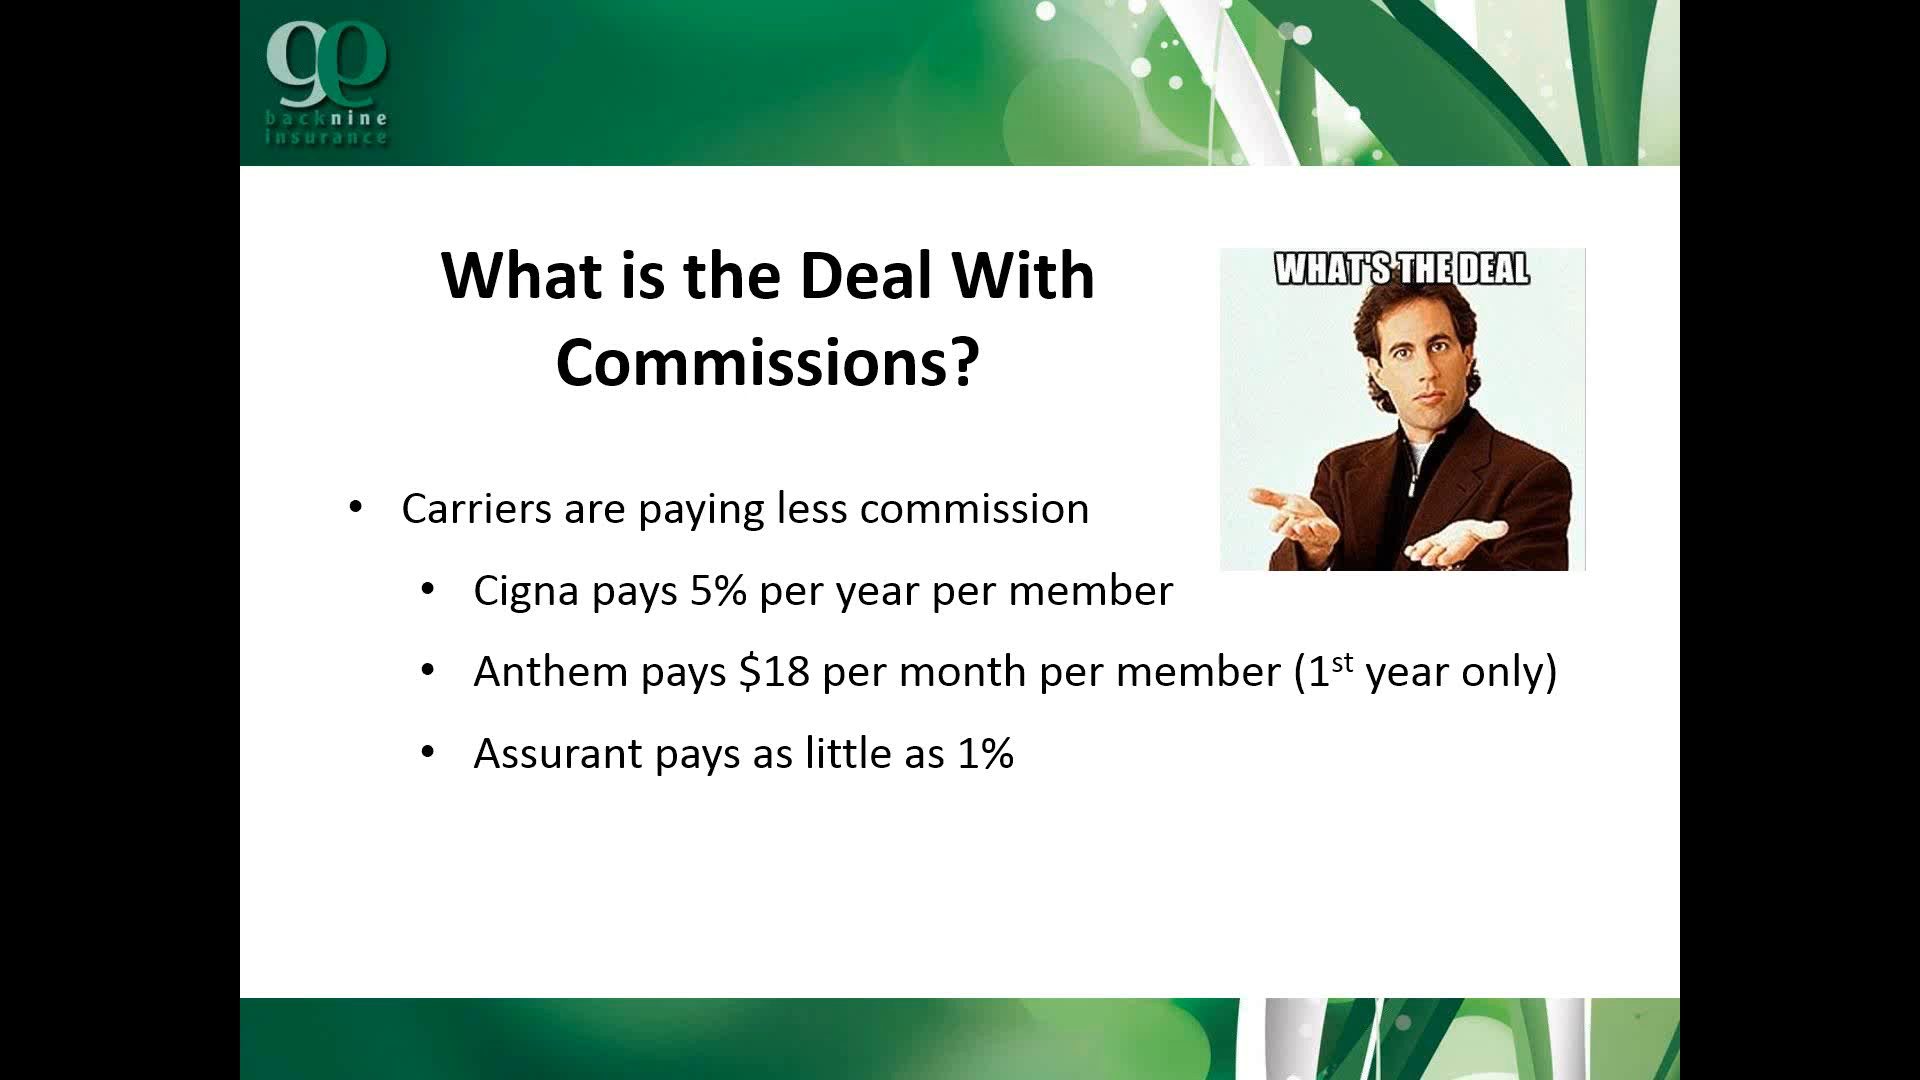 backnine
insurance
What is the Deal With
Commissions?
WHAT'S THE DEAL
• Carriers are paying less commission
• Cigna pays 5% per year per member
• Anthem pays $18 per month per member (1st year only)
• Assurant pays as little as 1%